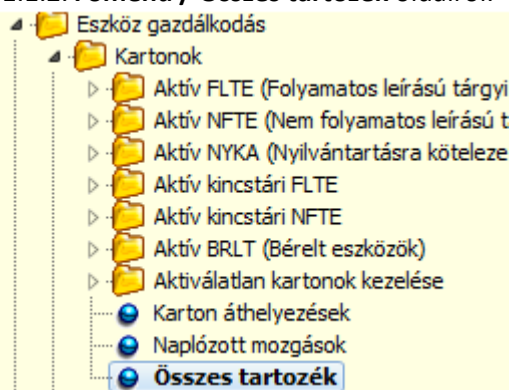 Eszköz gazdálkodás
Kartonok
Aktív FLTE (Folyamatos leírású tárgyi
Aktív NFTE (Nem folyamatos leírású t
Aktív NYKA (Nyilvántartásra köteleze
Aktív kincstári FLTE
Aktív kincstári NFTE
Aktív BRLT (Bérelt eszközök)
Aktiválatlan kartonok kezelése
Karton áthelyezések
Naplózott mozgások
Összes tartozék